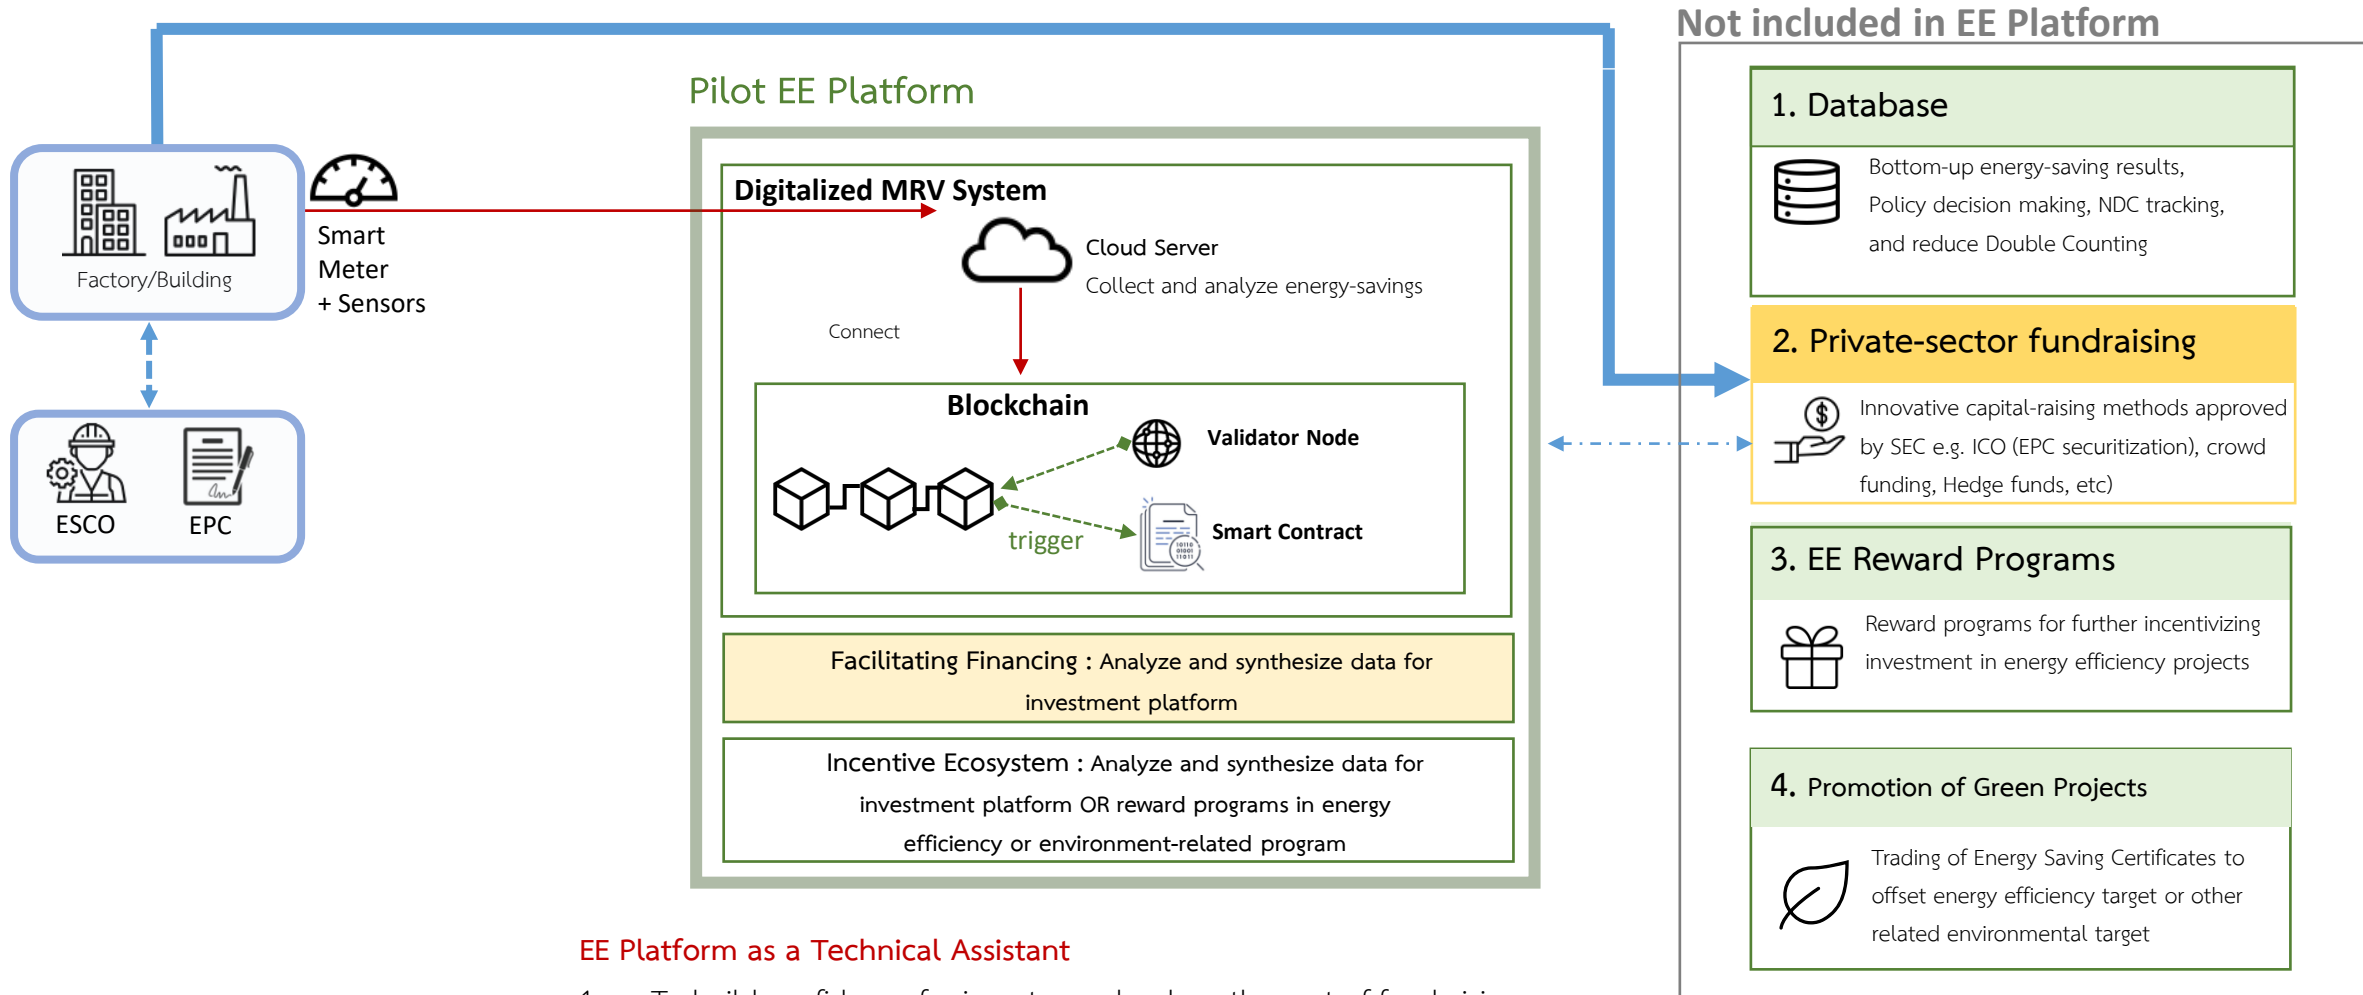 Not included in EE Platform
Pilot EE Platform
Factory/Building
Smart
Meter
+ Sensors
ESCO
EPC
Digitalized MRV System
Cloud Server
Collect and analyze energy-savings
Connect
Blockchain
Validator Node
trigger
Smart Contract
Facilitating Financing : Analyze and synthesize data for
investment platform
Incentive Ecosystem : Analyze and synthesize data for
investment platform OR reward programs in energy
efficiency or environment-related program
EE Platform as a Technical Assistant
1. Database
Bottom-up energy-saving results,
Policy decision making, NDC tracking,
and reduce Double Counting
2. Private-sector fundraising
Innovative capital-raising methods approved
by SEC e.g. ICO (EPC securitization), crowd
funding, Hedge funds, etc)
3. EE Reward Programs
Reward programs for further incentivizing
investment in energy efficiency projects
4. Promotion of Green Projects
Trading of Energy Saving Certificates to
offset energy efficiency target or other
related environmental target